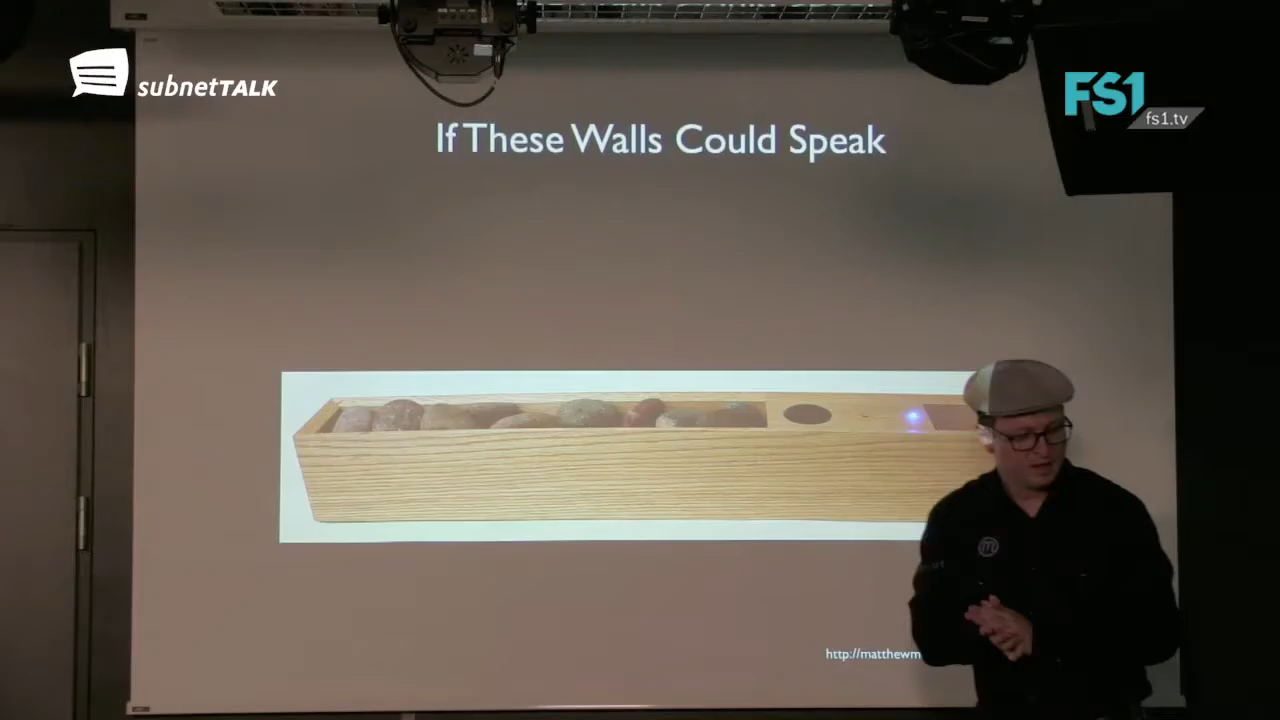 subnetTALK
FS1
fs1.tv
If These Walls Could Speak
http://matthewm